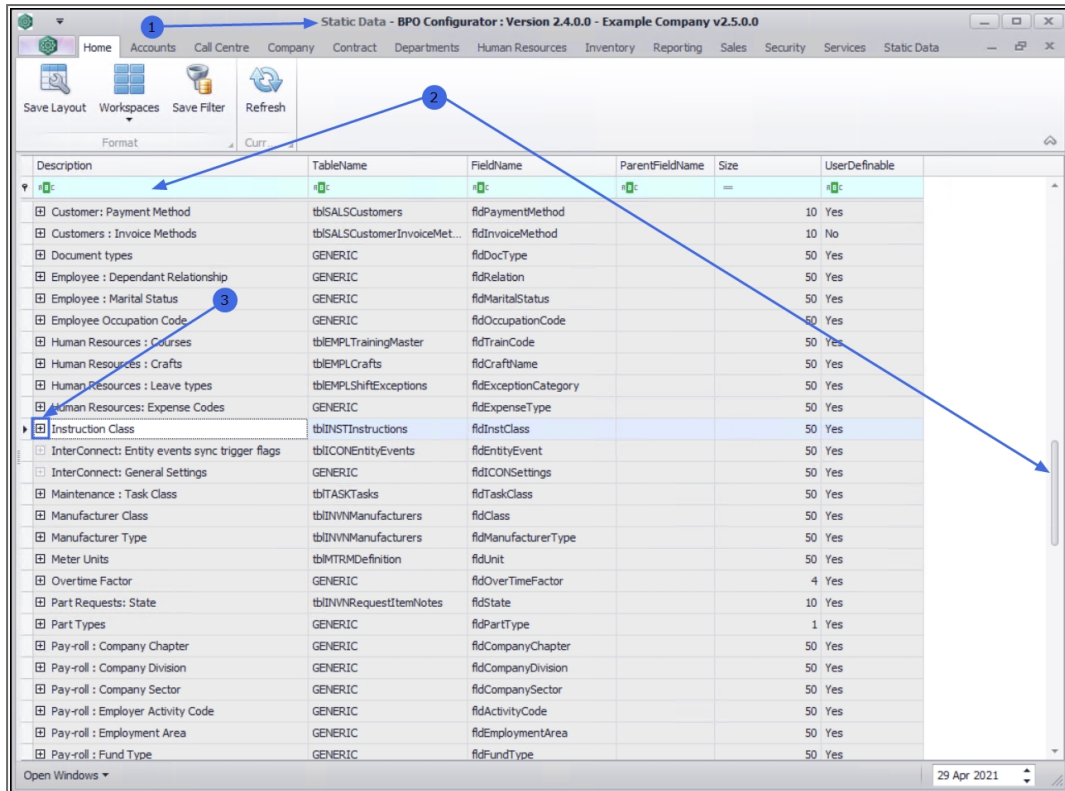 1
Static Data - BPO Configurator : Version 2.4.0.0 - Example Company v2.5.0.0
Home Accounts Call Centre Company Contract Departments Human Resources Inventory Reporting Sales Security Services Static Data
Save Layout Workspaces Save Filter Refresh
2
Format Curr
Description TableName FieldName ParentFieldName Size UserDefinable
ABC ABC ABC ABC = ABC
Customer: Payment Method tblSALSCustomers fldPaymentMethod 10 Yes
Customers : Invoice Methods tblSALSCustomerInvoiceMet... fldInvoiceMethod 10 No
Document types GENERIC fldDocType 50 Yes
Employee : Dependant Relationship GENERIC fldRelation 50 Yes
Employee : Marital Status GENERIC fldMaritalStatus 50 Yes
3
Employee Occupation Code GENERIC fldOccupationCode 50 Yes
Human Resources : Courses tblEMPLTrainingMaster fldTrainCode 50 Yes
Human Resources : Crafts tblEMPLCrafts fldCraftName 50 Yes
Human Resources : Leave types tblEMPLShiftExceptions fldExceptionCategory 50 Yes
Human Resources: Expense Codes GENERIC fldExpenseType 50 Yes
Instruction Class tblINSTInstructions fldInstClass 50 Yes
InterConnect: Entity events sync trigger flags tblICONEntityEvents fldEntityEvent 50 Yes
InterConnect: General Settings GENERIC fldICONSettings 50 Yes
Maintenance : Task Class tblTASKTasks fldTaskClass 50 Yes
Manufacturer Class tblINVNManufacturers fldClass 50 Yes
Manufacturer Type tblINVNManufacturers fldManufacturerType 50 Yes
Meter Units tblMTRMDefinition fldUnit 50 Yes
Overtime Factor GENERIC fldOverTimeFactor 4 Yes
Part Requests: State tblINVNRequestItemNotes fldState 10 Yes
Part Types GENERIC fldPartType 1 Yes
Pay-roll : Company Chapter GENERIC fldCompanyChapter 50 Yes
Pay-roll : Company Division GENERIC fldCompanyDivision 50 Yes
Pay-roll : Company Sector GENERIC fldCompanySector 50 Yes
Pay-roll : Employer Activity Code GENERIC fldActivityCode 50 Yes
Pay-roll : Employment Area GENERIC fldEmploymentArea 50 Yes
Pay-roll : Fund Type GENERIC fldFundType 50 Yes
Open Windows 29 Apr 2021